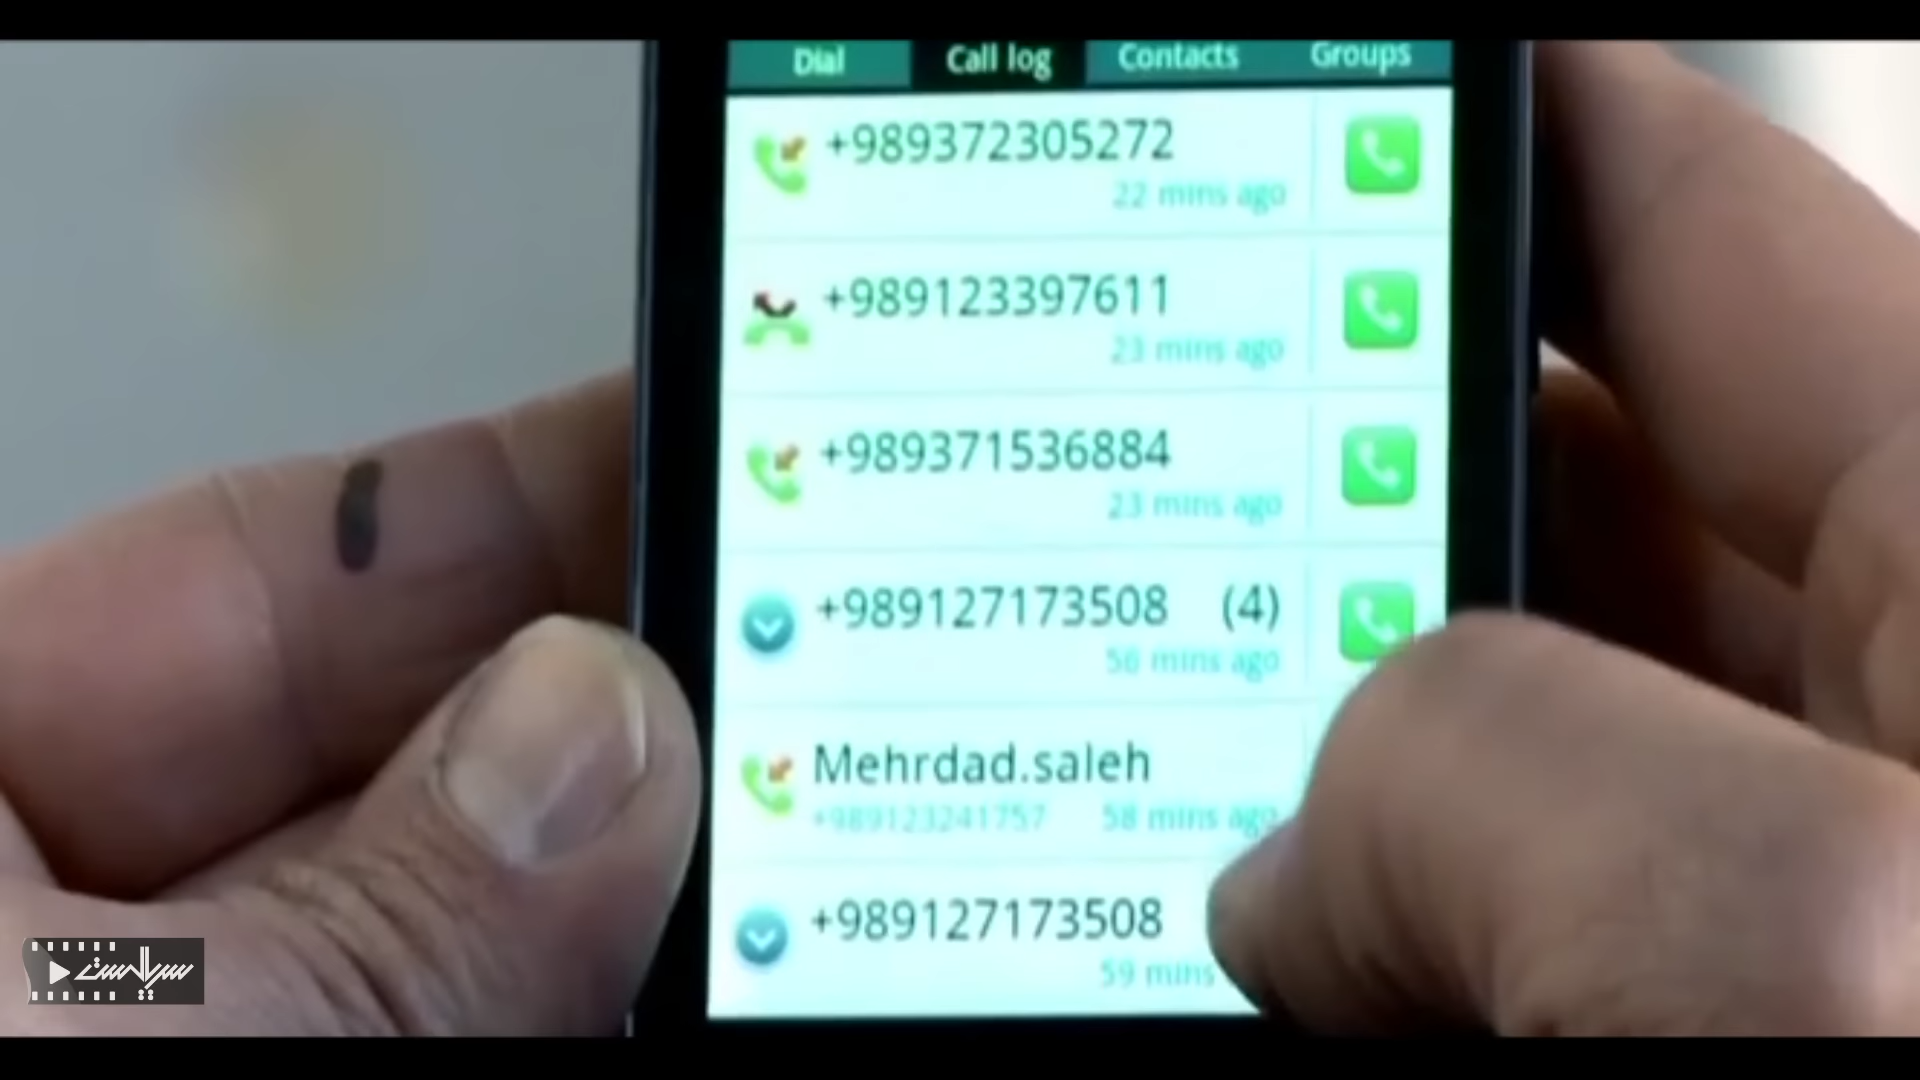 Dial Call log Contacts Groups
+989372305272
22 mins ago
+989123397611
23 mins ago
+989371536884
23 mins ago
+989127173508 (4)
56 mins ago
Mehrdad.saleh
+989123241757 58 mins ago
+989127173508
59 mins